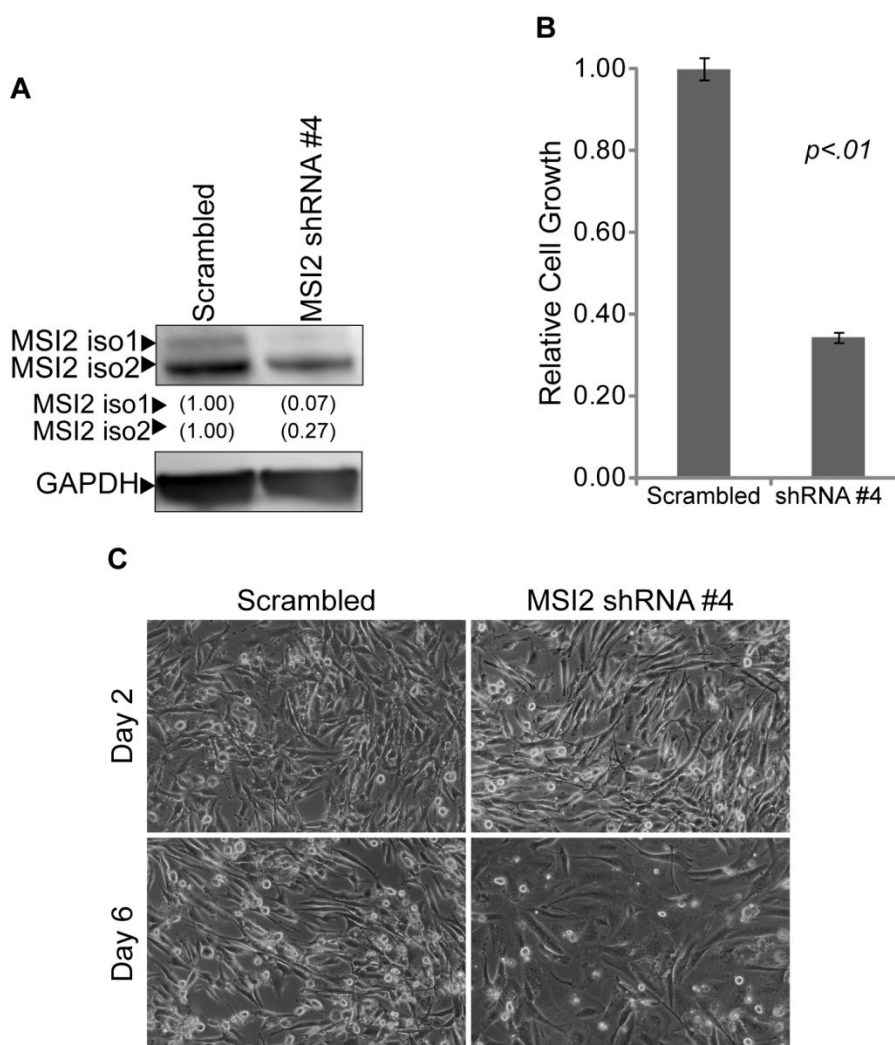 A
Scrambled
MSI2 shRNA #4
MSI2 iso1
MSI2 iso2
MSI2 iso1 (1.00) (0.07)
MSI2 iso2 (1.00) (0.27)
GAPDH
B
Relative Cell Growth
1.00
0.80
0.60
0.40
0.20
0.00
p<.01
Scrambled shRNA #4
C
Scrambled MSI2 shRNA #4
Day 2
Day 6